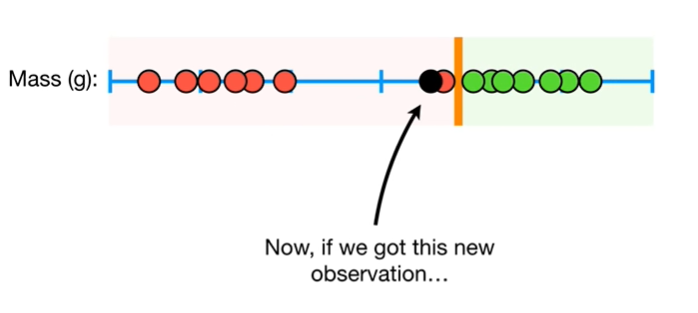 Mass (g):
Now, if we got this new
observation...